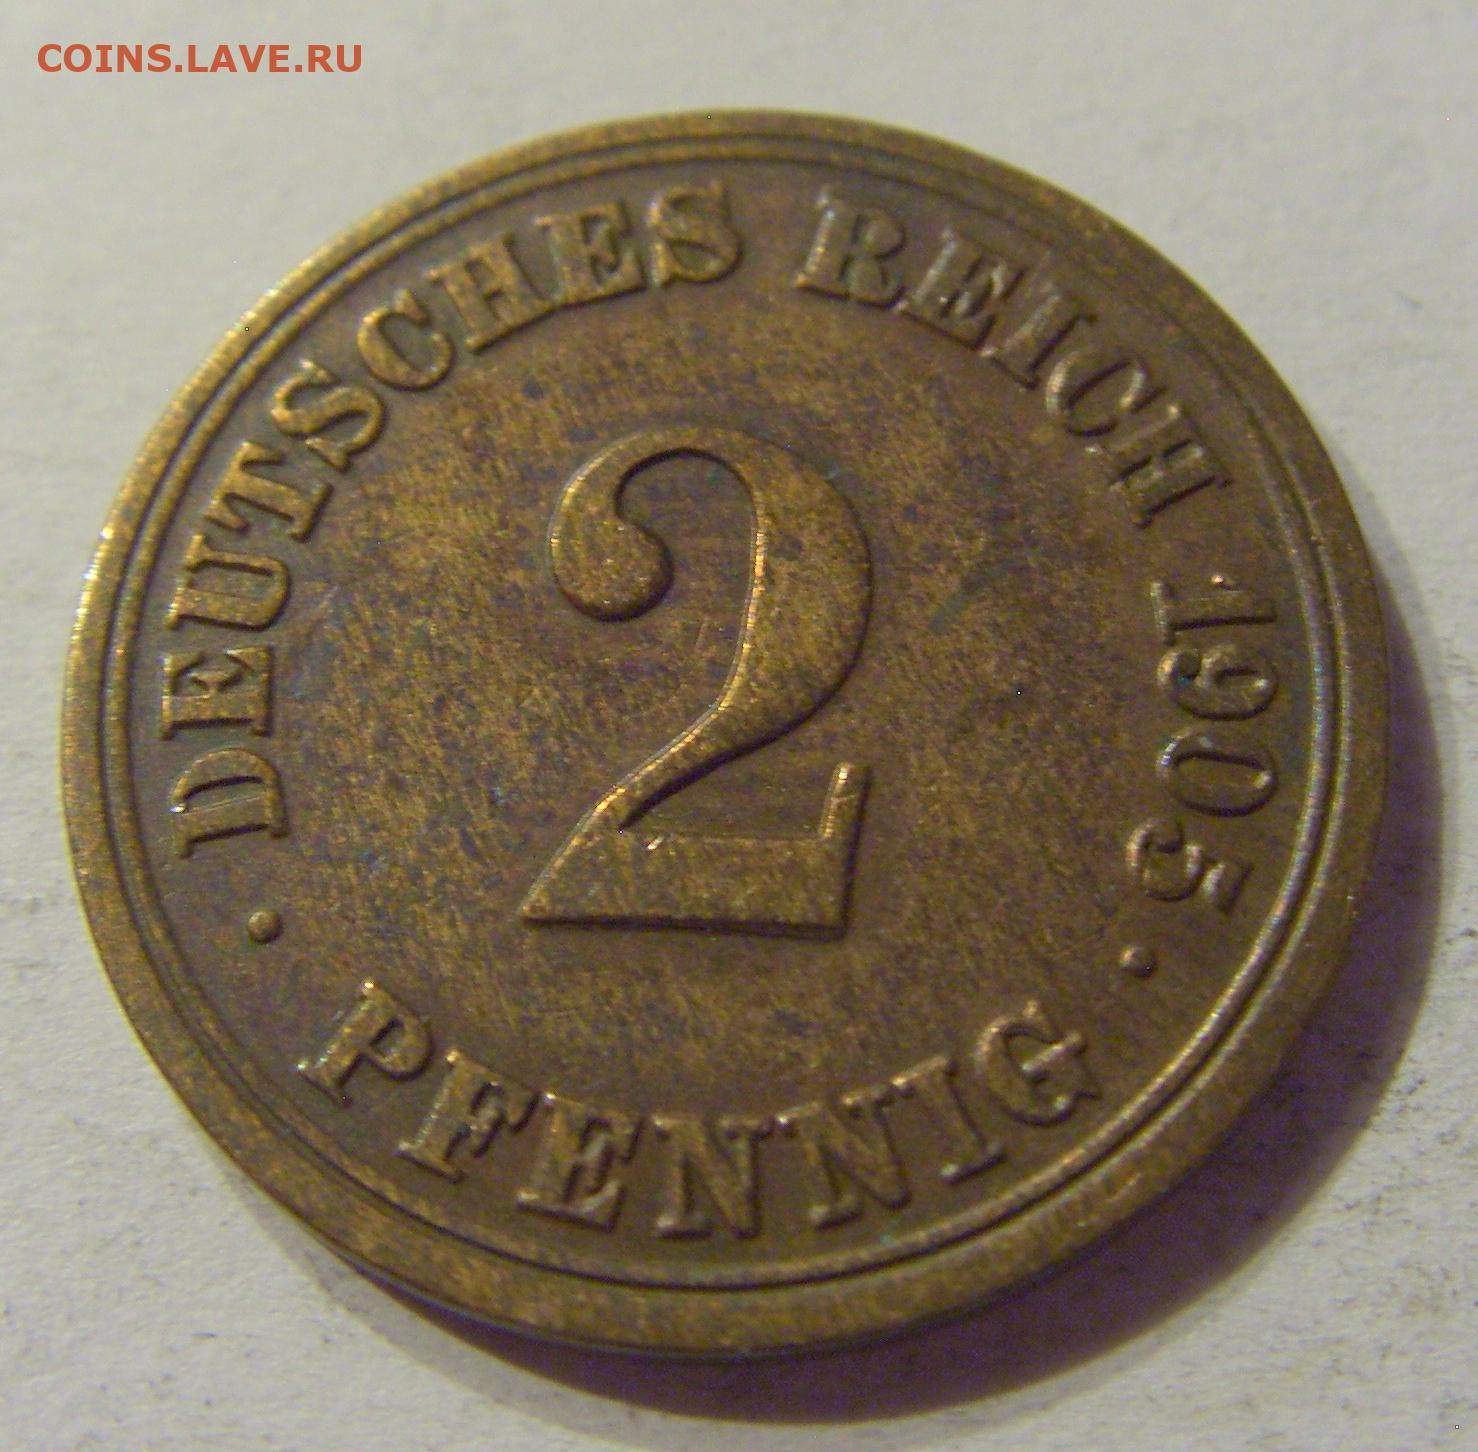 COINS.LAVE.RU
DEUTSCHES REICH 1905
2
PFENNIG